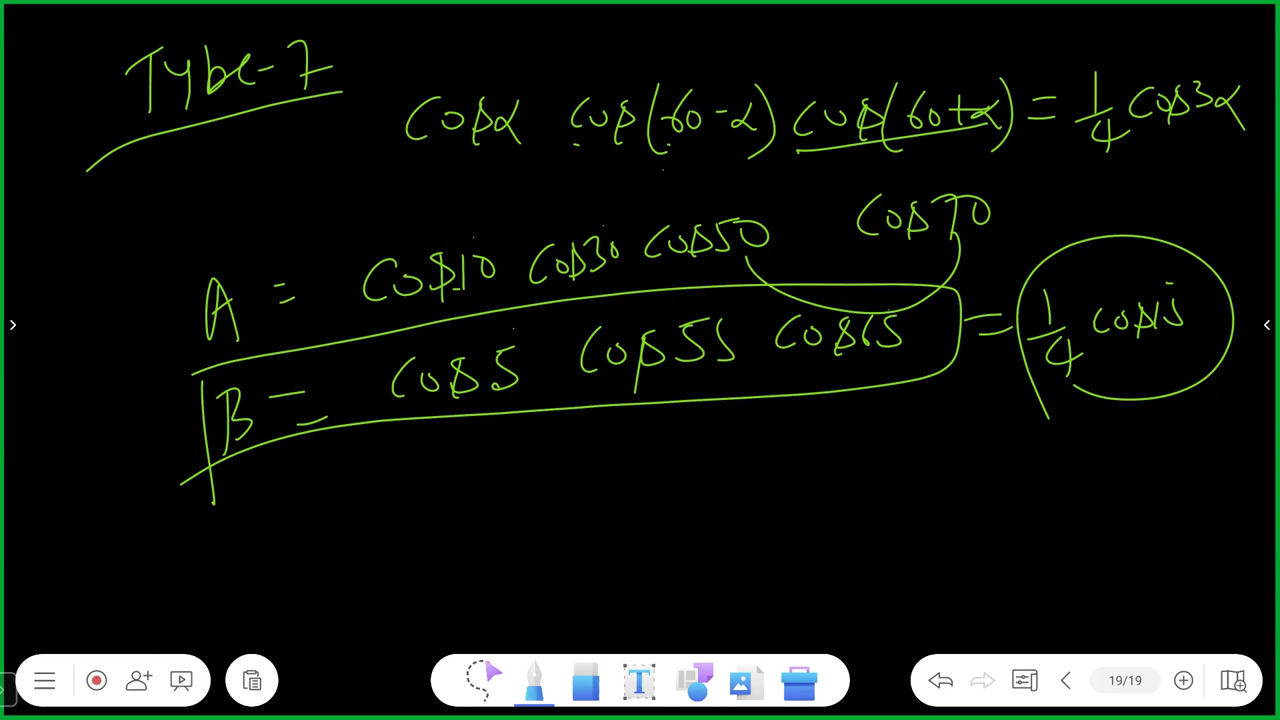 Type-7
cosα cos(60-α) cos(60+α) = 1/4 cos3α
A = cos10 cos30 cos50 cos70
B = cos5 cos55 cos65 = 1/4 cos15
T
19/19